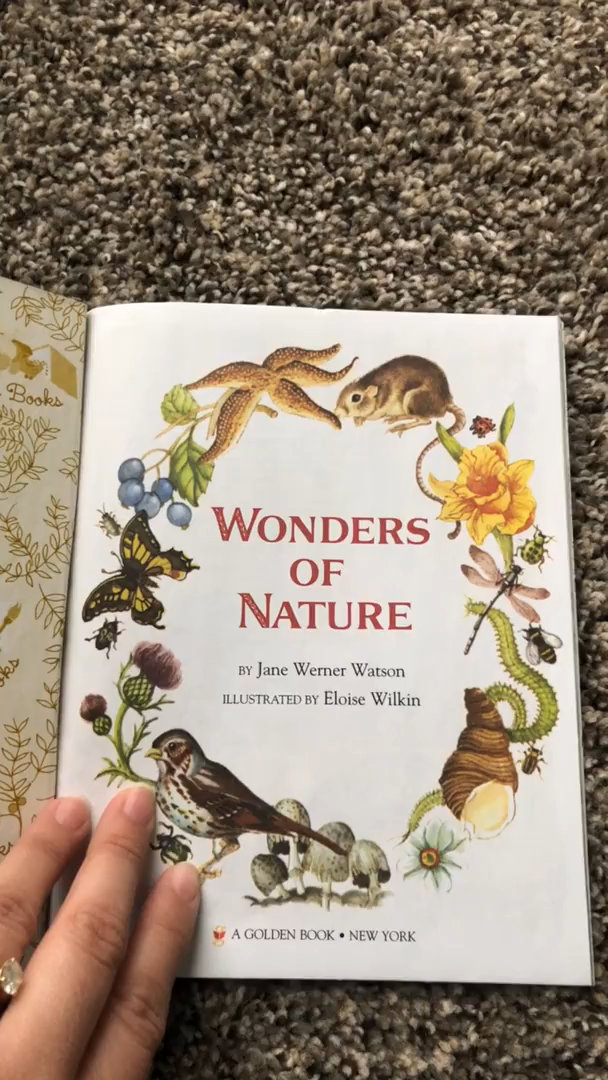 Books
WONDERS
OF
NATURE
BY Jane Werner Watson
ILLUSTRATED BY Eloise Wilkin
A GOLDEN BOOK • NEW YORK